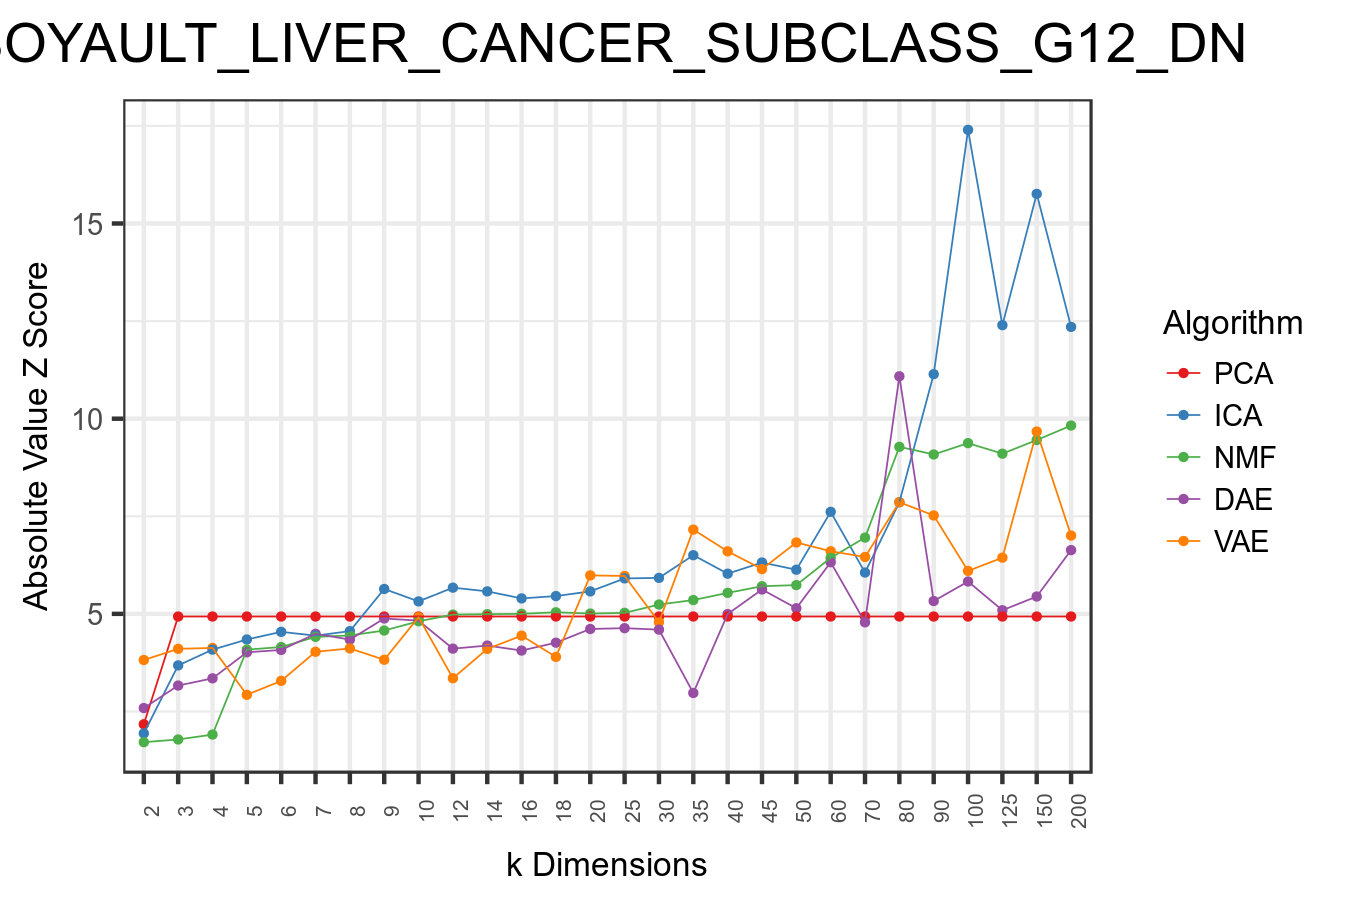 OYAULT_LIVER_CANCER_SUBCLASS_G12_DN
Absolute Value Z Score
15
10
5
2 3 4 5 6 7 8 9 10 12 14 16 18 20 25 30 35 40 45 50 60 70 80 90 100 125 150 200
k Dimensions
Algorithm
PCA
ICA
NMF
DAE
VAE